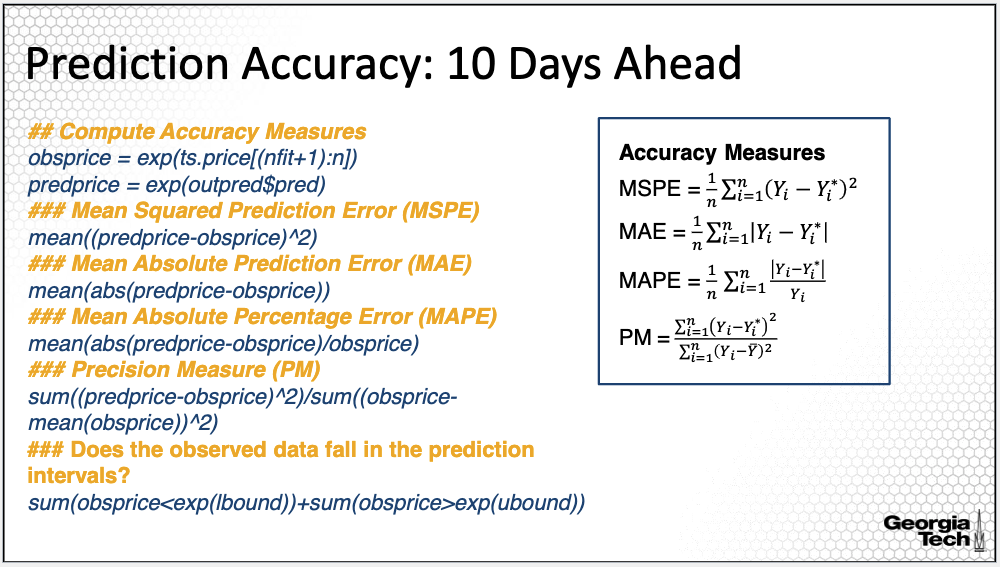 Prediction Accuracy: 10 Days Ahead
## Compute Accuracy Measures
obsprice = exp(ts.price[(nfit+1):n])
predprice = exp(outpred$pred)
### Mean Squared Prediction Error (MSPE)
mean((predprice-obsprice)^2)
### Mean Absolute Prediction Error (MAE)
mean(abs(predprice-obsprice))
### Mean Absolute Percentage Error (MAPE)
mean(abs(predprice-obsprice)/obsprice)
### Precision Measure (PM)
sum((predprice-obsprice)^2)/sum((obsprice-
mean(obsprice))^2)
### Does the observed data fall in the prediction
intervals?
sum(obsprice<exp(lbound))+sum(obsprice>exp(ubound))
Accuracy Measures
MSPE = \frac{1}{n} \sum_{i=1}^{n} (Y_i − Y_i^*)^2
MAE = \frac{1}{n} \sum_{i=1}^{n} |Y_i − Y_i^*|
MAPE = \frac{1}{n} \sum_{i=1}^{n} \frac{|Y_i−Y_i^*|}{Y_i}
PM = \frac{\sum_{i=1}^{n} (Y_i−Y_i^*)^2}{\sum_{i=1}^{n} (Y_i−\bar{Y})^2}
Georgia
Tech